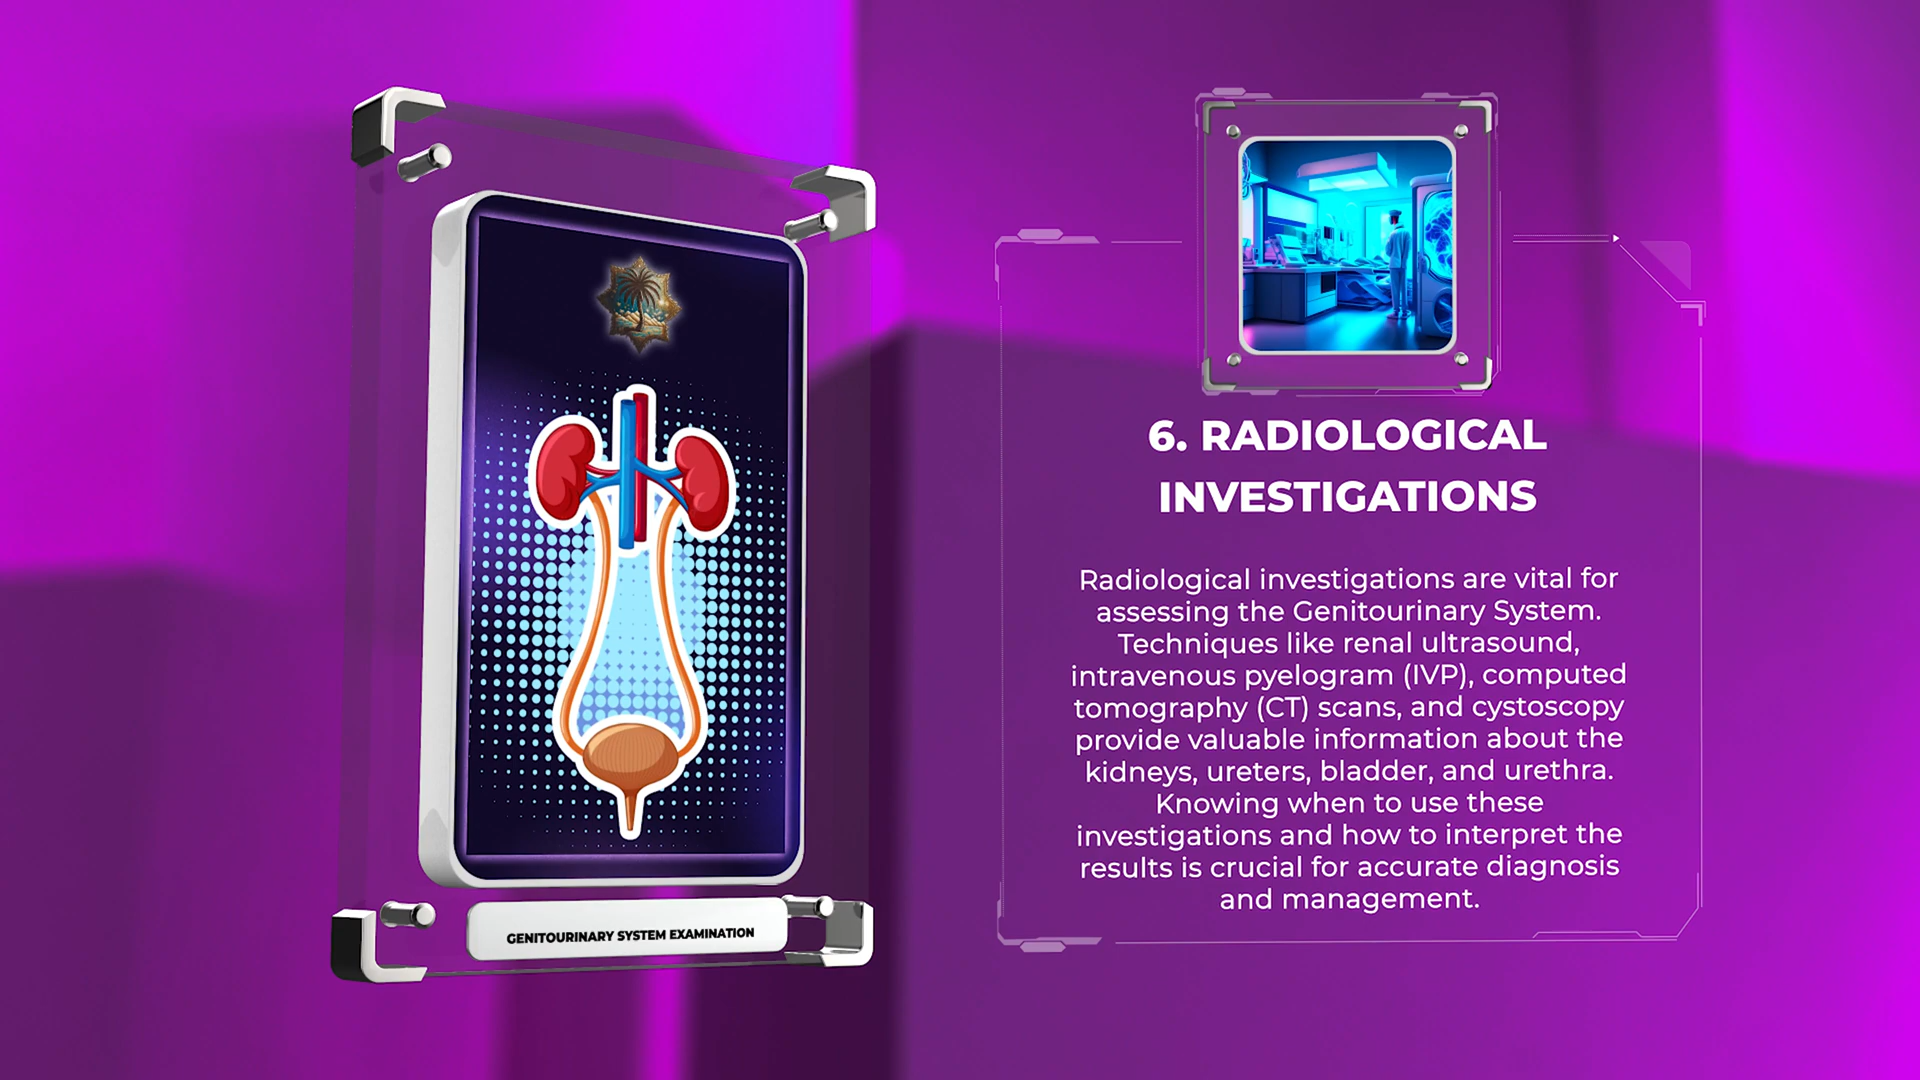 6. RADIOLOGICAL
INVESTIGATIONS
Radiological investigations are vital for
assessing the Genitourinary System.
Techniques like renal ultrasound,
intravenous pyelogram (IVP), computed
tomography (CT) scans, and cystoscopy
provide valuable information about the
kidneys, ureters, bladder, and urethra.
Knowing when to use these
investigations and how to interpret the
results is crucial for accurate diagnosis
and management.
GENITOURINARY SYSTEM EXAMINATION